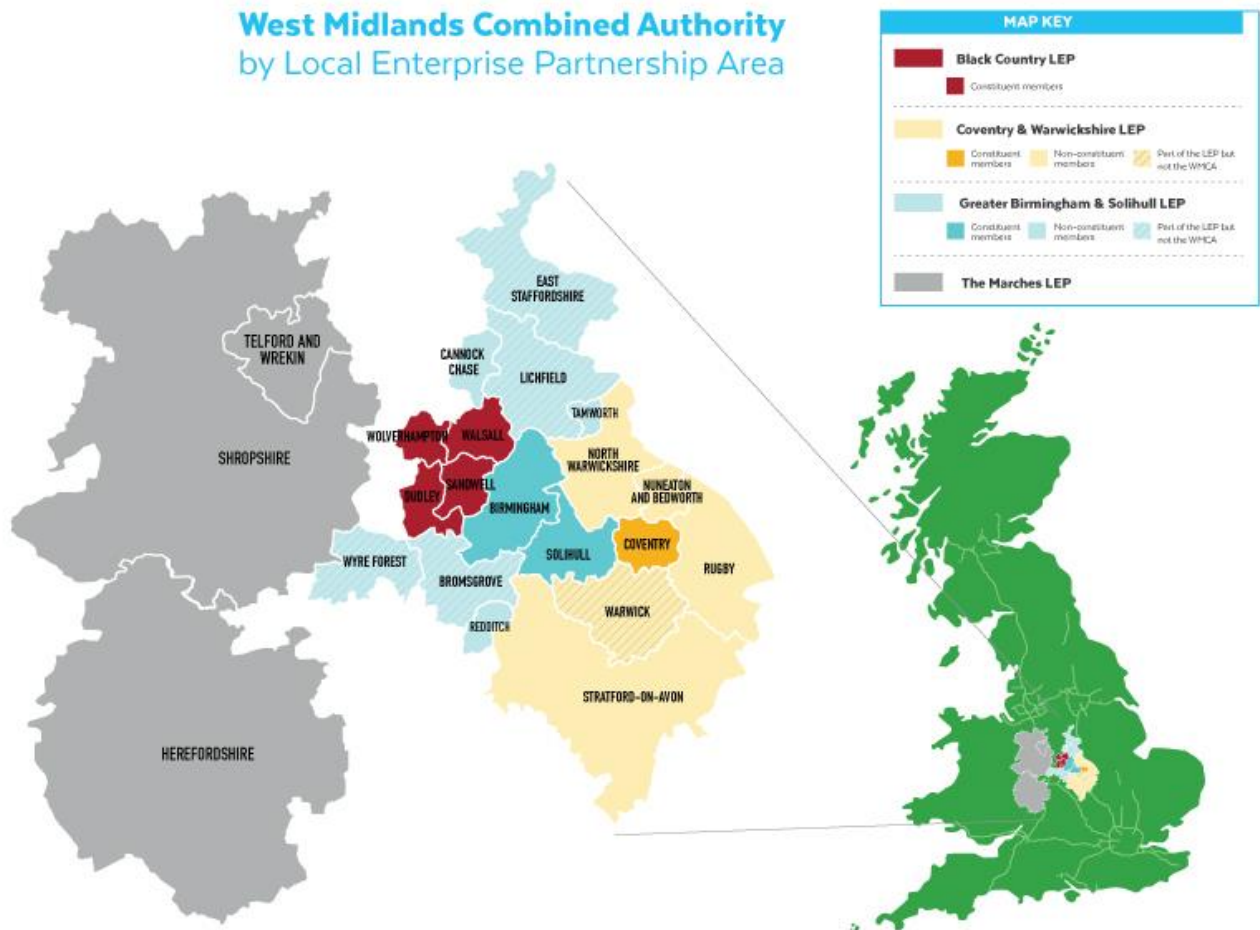 West Midlands Combined Authority
by Local Enterprise Partnership Area
MAP KEY
Black Country LEP
Constituent members
Coventry & Warwickshire LEP
Constituent
members
Non-constituent
members
Part of the LEP but
not the WMCA
Greater Birmingham & Solihull LEP
Constituent
members
Non-constituent
members
Part of the LEP but
not the WMCA
The Marches LEP
EAST
STAFFORDSHIRE
TELFORD AND
WREKIN
CANNOCK
CHASE
LICHFIELD
TAMWORTH
WOLVERHAMPTON
WALSALL
SHROPSHIRE
NORTH
WARWICKSHIRE
DUDLEY
SANDWELL
NUNEATON
AND BEDWORTH
BIRMINGHAM
COVENTRY
SOLIHULL
WYRE FOREST
BROMSGROVE
RUGBY
WARWICK
REDDITCH
STRATFORD-ON-AVON
HEREFORDSHIRE